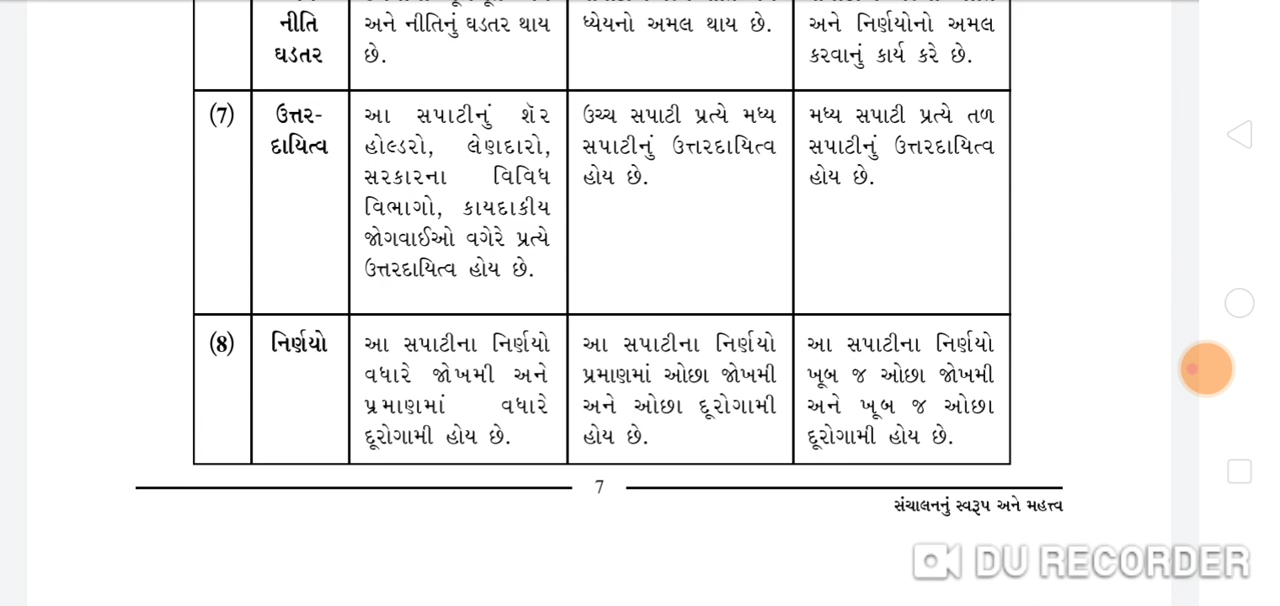 નીતિ
ઘડતર
અને નીતિનું ઘડતર થાય
છે.
ધ્યેયનો અમલ થાય છે.
અને નિર્ણયોનો અમલ
કરવાનું કાર્ય કરે છે.
(7)
ઉત્તર-
દાયિત્વ
આ સપાટીનું શૅર
હોલ્ડરો, લેણદારો,
સરકારના વિવિધ
વિભાગો, કાયદાકીય
જોગવાઈઓ વગેરે પ્રત્યે
ઉત્તરદાયિત્વ હોય છે.
ઉચ્ચ સપાટી પ્રત્યે મધ્ય
સપાટીનું ઉત્તરદાયિત્વ
હોય છે.
મધ્ય સપાટી પ્રત્યે તળ
સપાટીનું ઉત્તરદાયિત્વ
હોય છે.
(8)
નિર્ણયો
આ સપાટીના નિર્ણયો
વધારે જોખમી અને
પ્રમાણમાં વધારે
દૂરોગામી હોય છે.
આ સપાટીના નિર્ણયો
પ્રમાણમાં ઓછા જોખમી
અને ઓછા દૂરોગામી
હોય છે.
આ સપાટીના નિર્ણયો
ખૂબ જ ઓછા જોખમી
અને ખૂબ જ ઓછા
દૂરોગામી હોય છે.
7
સંચાલનનું સ્વરૂપ અને મહત્ત્વ
DU RECORDER